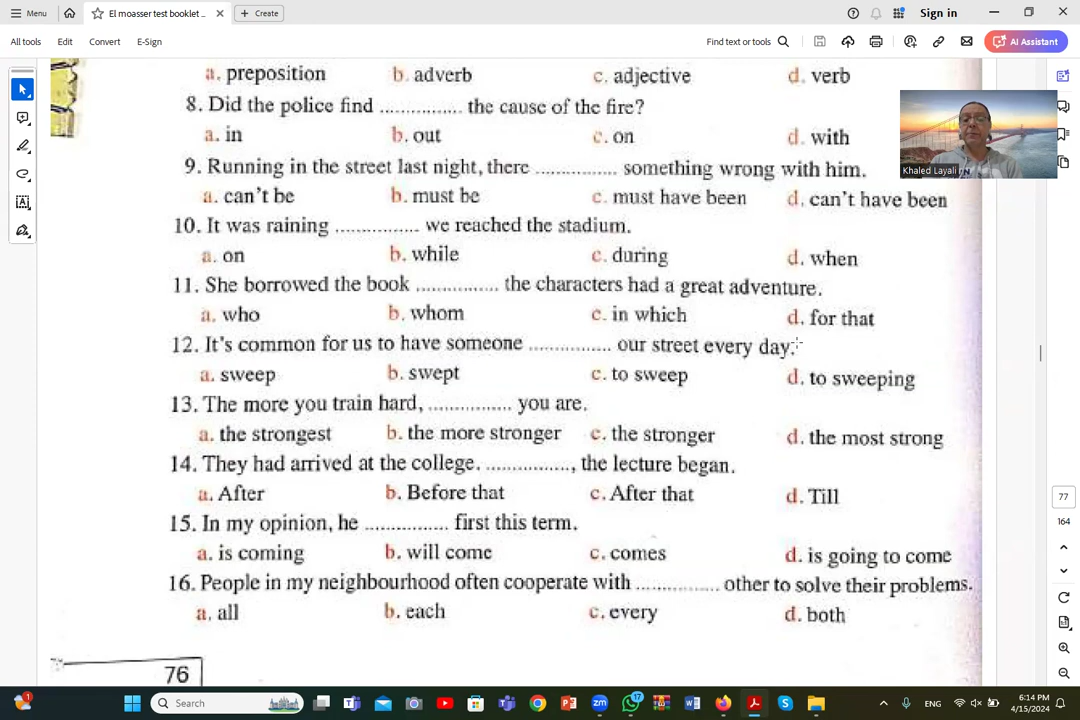 Menu
El moasser test booklet ...
Create
Sign in
All tools
Edit
Convert
E-Sign
Find text or tools
AI Assistant
a. preposition b. adverb c. adjective d. verb
8. Did the police find ............... the cause of the fire?
a. in b. out c. on d. with
9. Running in the street last night, there ............... something wrong with him.
a. can't be b. must be c. must have been d. can't have been
10. It was raining ............... we reached the stadium.
a. on b. while c. during d. when
11. She borrowed the book ............... the characters had a great adventure.
a. who b. whom c. in which d. for that
12. It's common for us to have someone ............... our street every day.
a. sweep b. swept c. to sweep d. to sweeping
13. The more you train hard, ............... you are.
a. the strongest b. the more stronger c. the stronger d. the most strong
14. They had arrived at the college. ..............., the lecture began.
a. After b. Before that c. After that d. Till
15. In my opinion, he ............... first this term.
a. is coming b. will come c. comes d. is going to come
16. People in my neighbourhood often cooperate with ............... other to solve their problems.
a. all b. each c. every d. both
76
Khaled Layali
77
164
1
Search
17
ENG
6:14 PM
4/15/2024